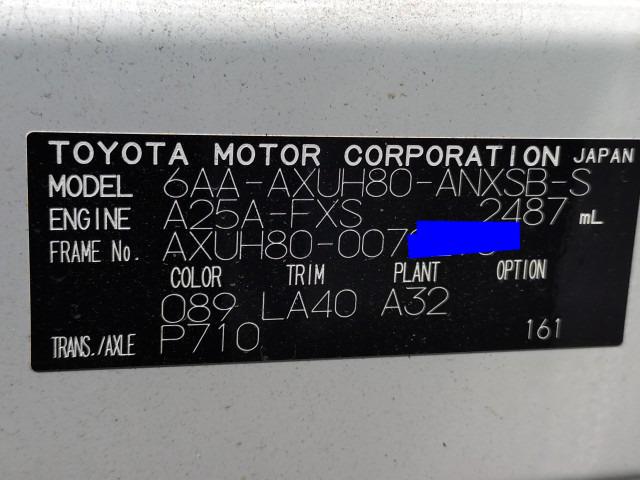 TOYOTA MOTOR CORPORATION JAPAN
MODEL 6AA-AXUH80-ANXSB-S
ENGINE A25A-FXS 2487 mL
FRAME No. AXUH80-007
COLOR TRIM PLANT OPTION
089 LA40 A32
TRANS./AXLE P710 161